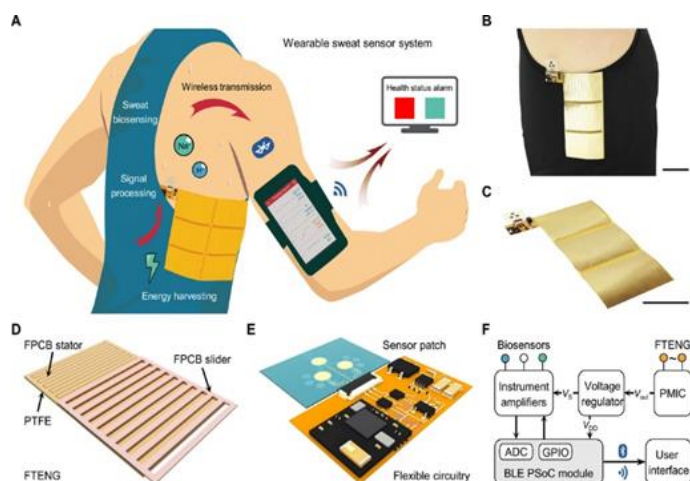 A
Wearable sweat sensor system
Wireless transmission
Health status alarm
Sweat
biosensing
Na⁺
H⁺
Signal
processing
Energy harvesting
B
C
D
FPCB stator
FPCB slider
PTFE
FTENG
E
Sensor patch
Flexible circuitry
F
Biosensors
FTENG
Instrument
amplifiers
Vs
Voltage
regulator
Vout
PMIC
VDD
ADC
GPIO
BLE PSoC module
User
interface